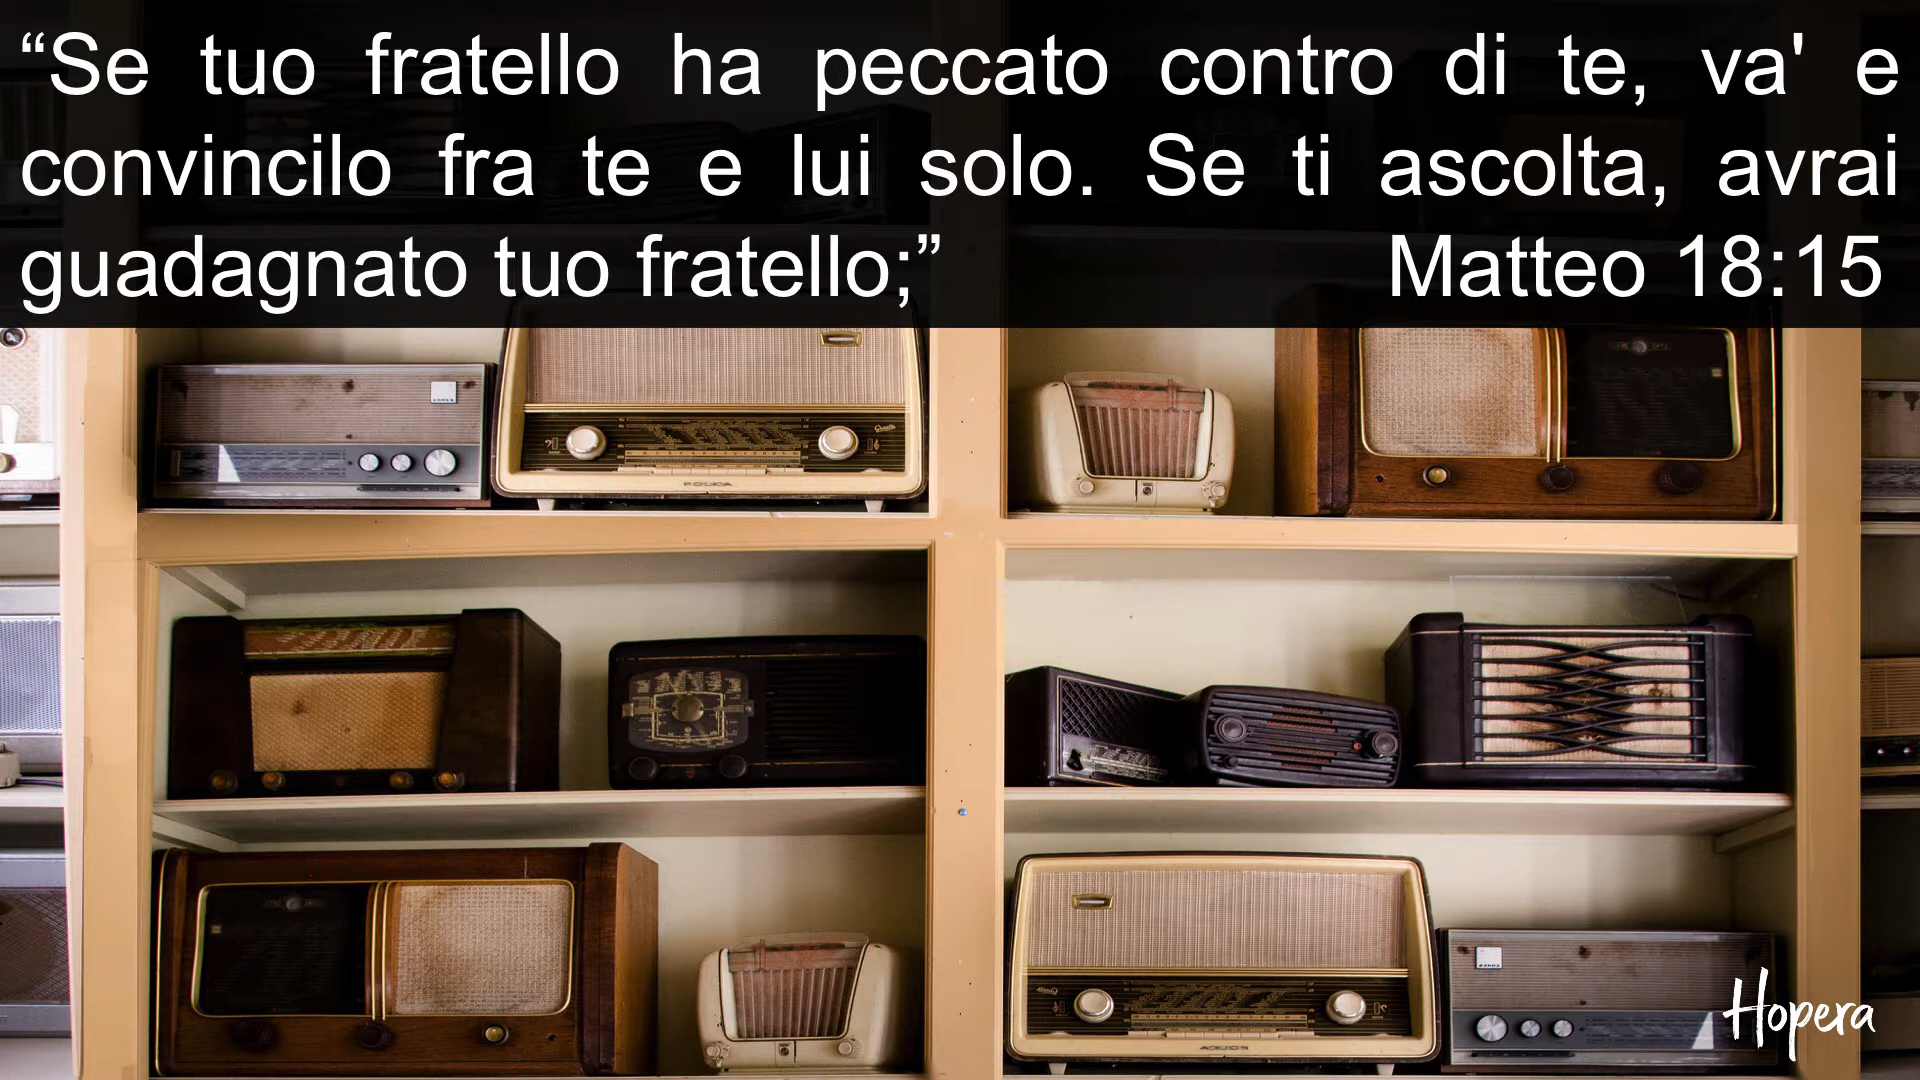 “Se tuo fratello ha peccato contro di te, va' e
convincilo fra te e lui solo. Se ti ascolta, avrai
guadagnato tuo fratello;” Matteo 18:15
Hopera